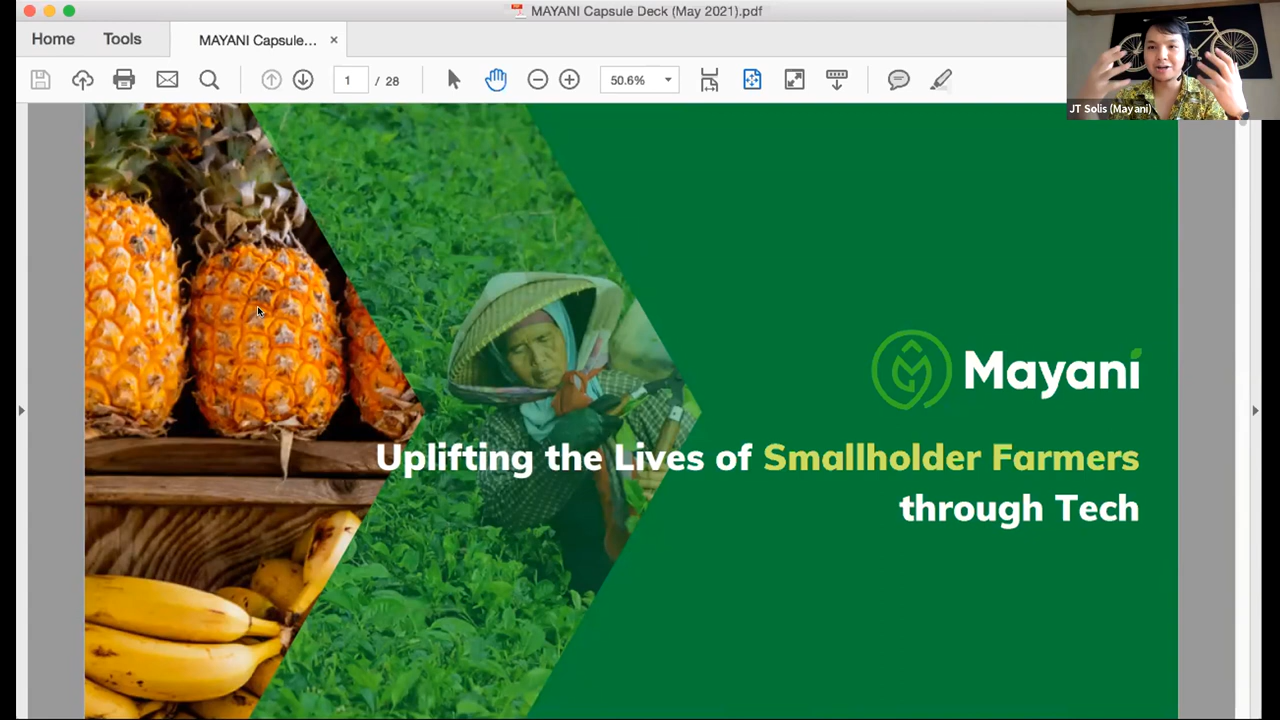 MAYANI Capsule Deck (May 2021).pdf
Home
Tools
MAYANI Capsule...
1
/ 28
50.6%
JT Solis (Mayani)
Mayani
Uplifting the Lives of Smallholder Farmers
through Tech